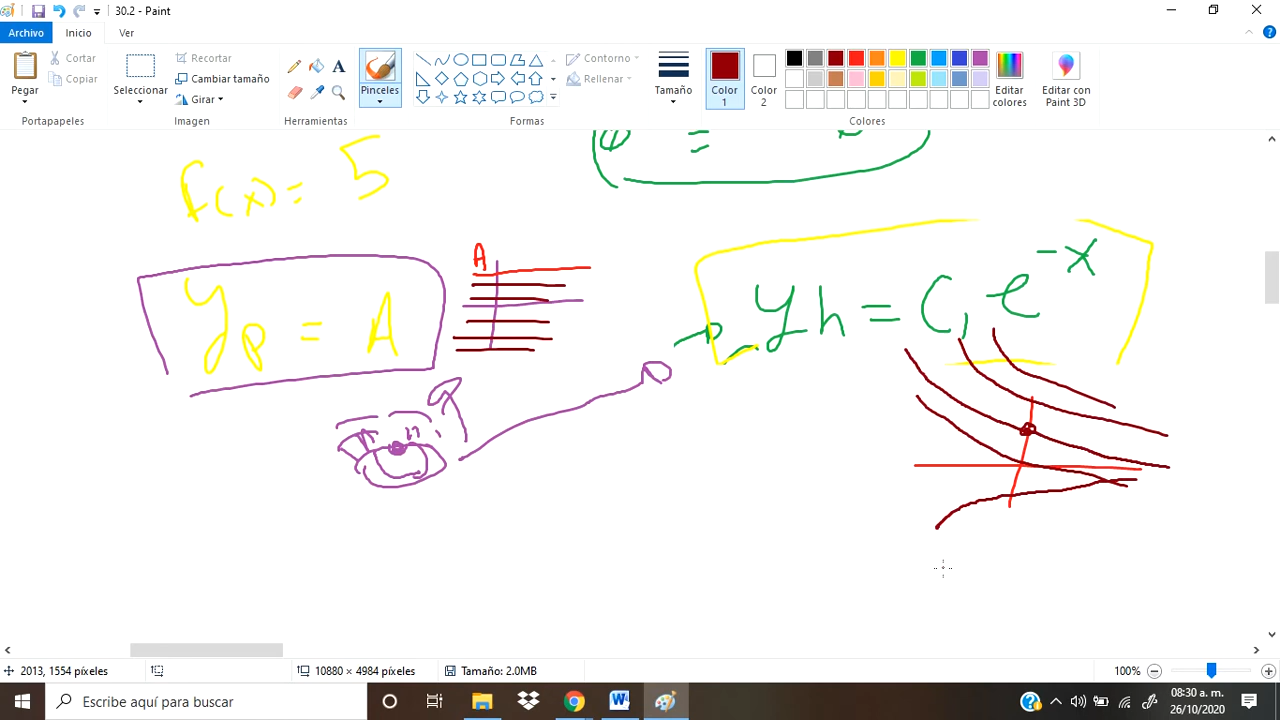 30.2 - Paint
Archivo Inicio Ver
Pegar
Cortar
Copiar
Portapapeles
Seleccionar
Recortar
Cambiar tamaño
Girar
Imagen
A
Herramientas
Pinceles
Contorno
Rellenar
Formas
Tamaño
Color 1
Color 2
Editar colores
Editar con Paint 3D
Colores
f(x) = 5
A
yp = A
yh = C1 e^-x
2013, 1554 píxeles
10880 × 4984 píxeles
Tamaño: 2.0MB
100%
Escribe aquí para buscar
08:30 a. m.
26/10/2020